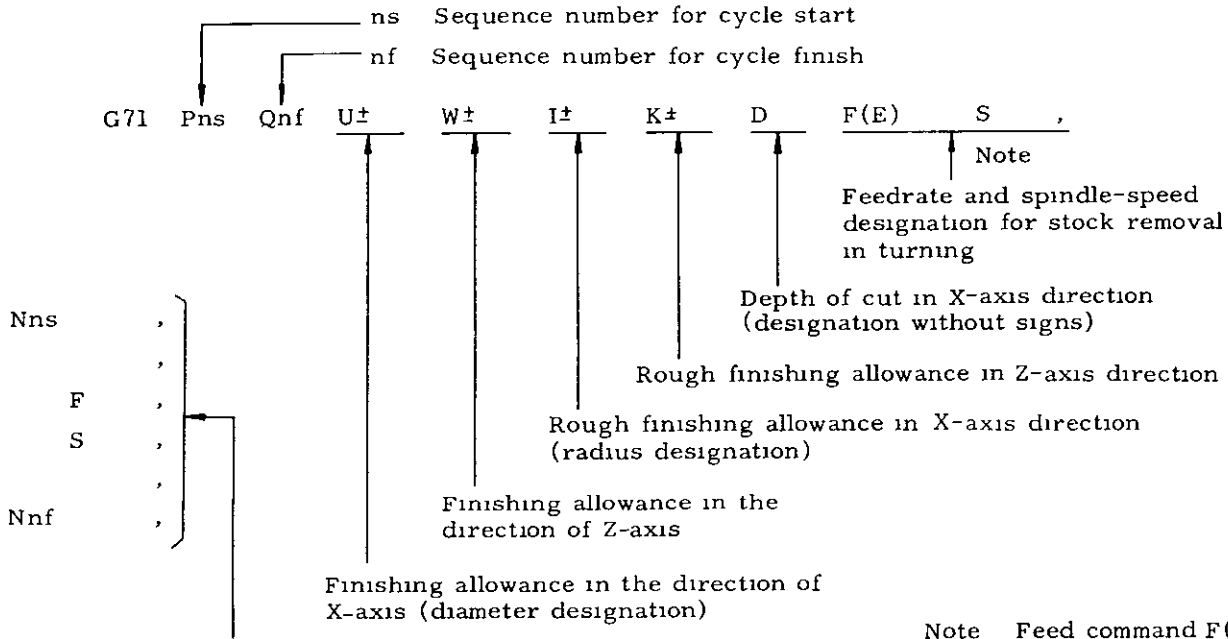 ns Sequence number for cycle start
nf Sequence number for cycle finish
G71 Pns Qnf U± W± I± K± D F(E) S ,
Note
Feedrate and spindle-speed
designation for stock removal
in turning
Depth of cut in X-axis direction
(designation without signs)
Rough finishing allowance in Z-axis direction
Rough finishing allowance in X-axis direction
(radius designation)
Finishing allowance in the
direction of Z-axis
Finishing allowance in the direction of
X-axis (diameter designation)
Nns ,
,
F ,
S ,
,
Nnf ,
Note Feed command F(